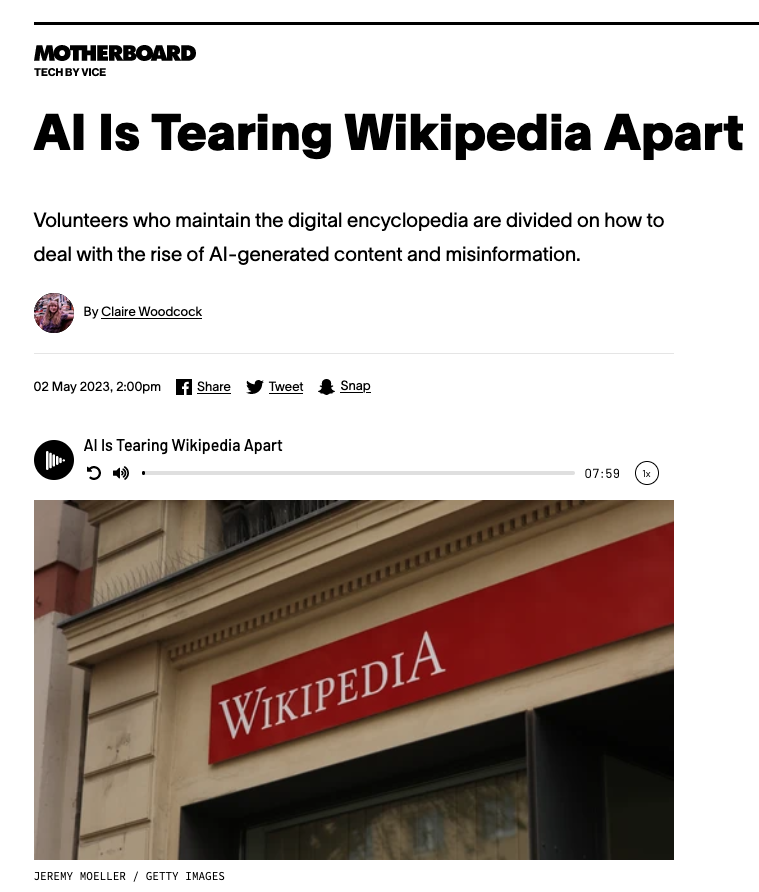 MOTHERBOARD
TECH BY VICE
AI Is Tearing Wikipedia Apart
Volunteers who maintain the digital encyclopedia are divided on how to
deal with the rise of AI-generated content and misinformation.
By Claire Woodcock
02 May 2023, 2:00pm Share Tweet Snap
AI Is Tearing Wikipedia Apart
07:59 1x
WIKIPEDIA
JEREMY MOELLER / GETTY IMAGES